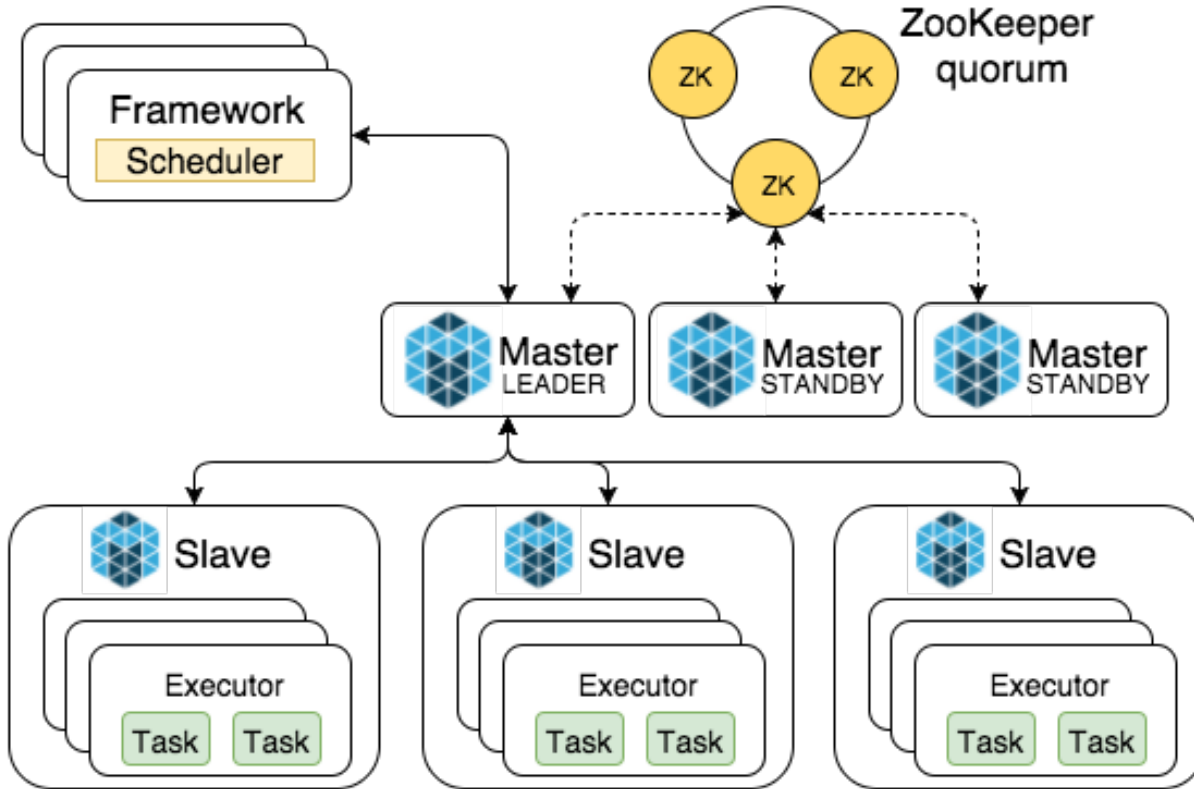 ZooKeeper
quorum
ZK
ZK
ZK
Framework
Scheduler
Master
LEADER
Master
STANDBY
Master
STANDBY
Slave
Executor
Task Task
Slave
Executor
Task Task
Slave
Executor
Task Task